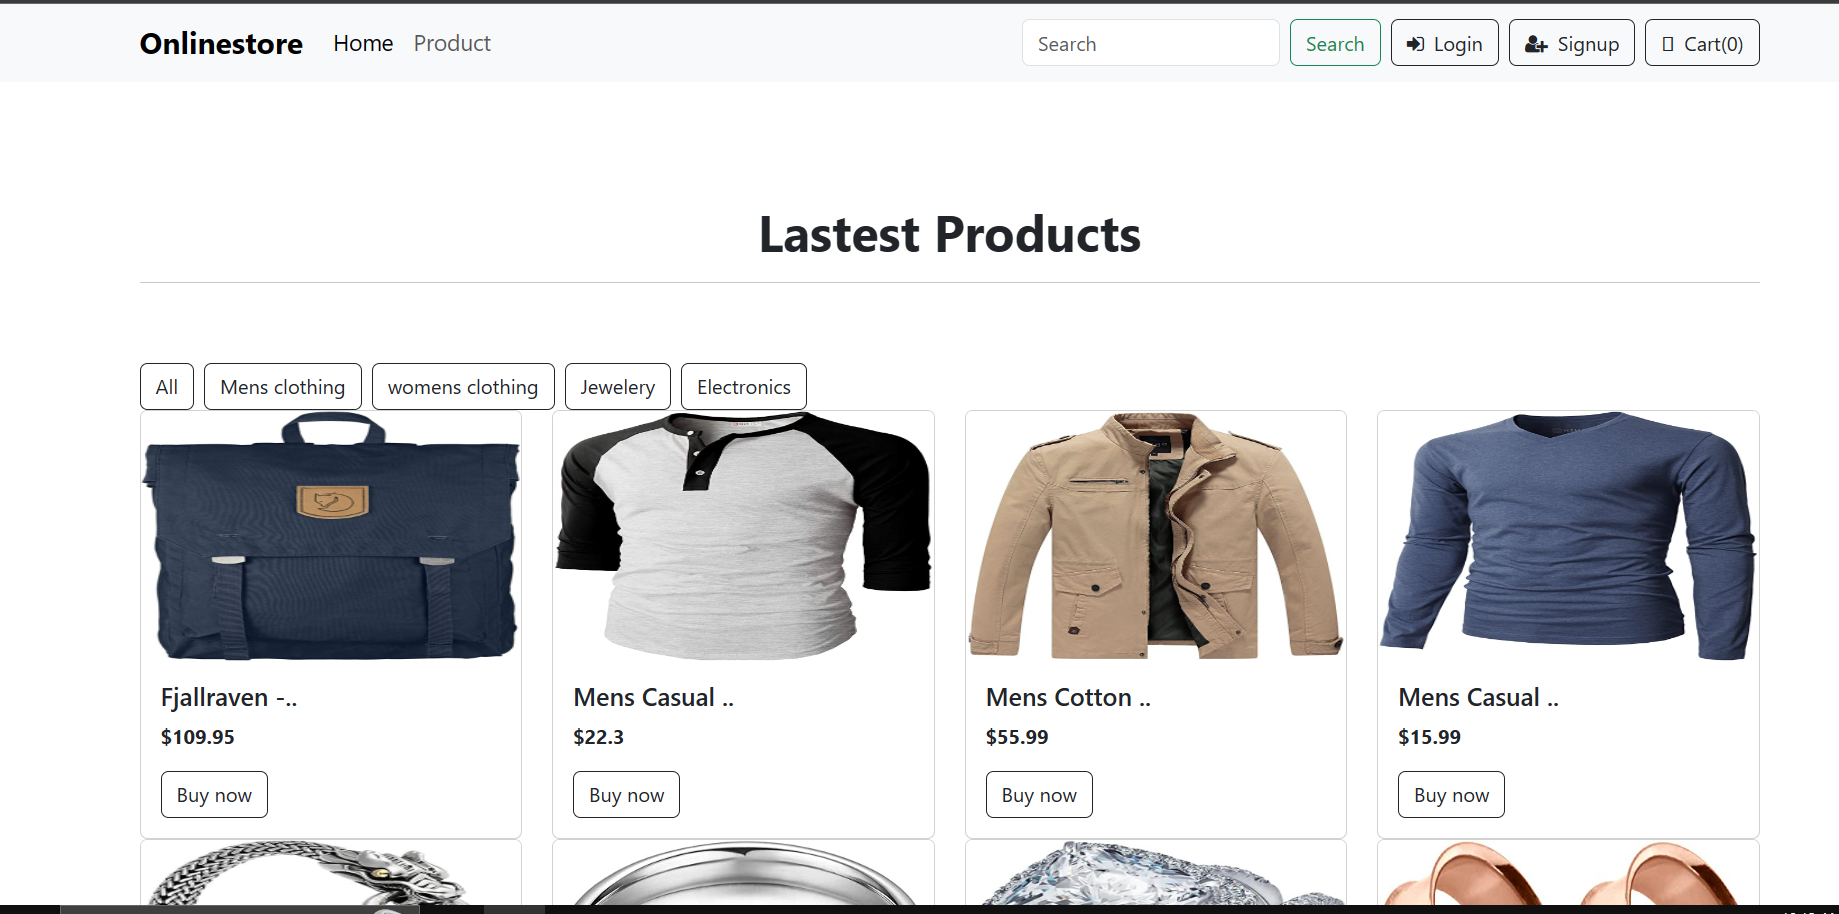 Onlinestore Home Product Search Search Login Signup Cart(0)
Lastest Products
All Mens clothing womens clothing Jewelery Electronics
Fjallraven -.. Mens Casual .. Mens Cotton .. Mens Casual ..
$109.95 $22.3 $55.99 $15.99
Buy now Buy now Buy now Buy now